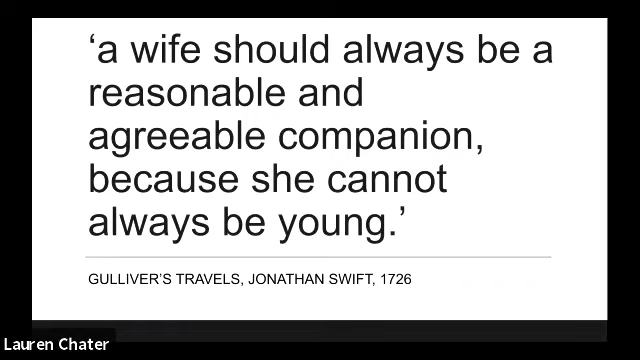 ‘a wife should always be a
reasonable and
agreeable companion,
because she cannot
always be young.’
GULLIVER’S TRAVELS, JONATHAN SWIFT, 1726
Lauren Chater